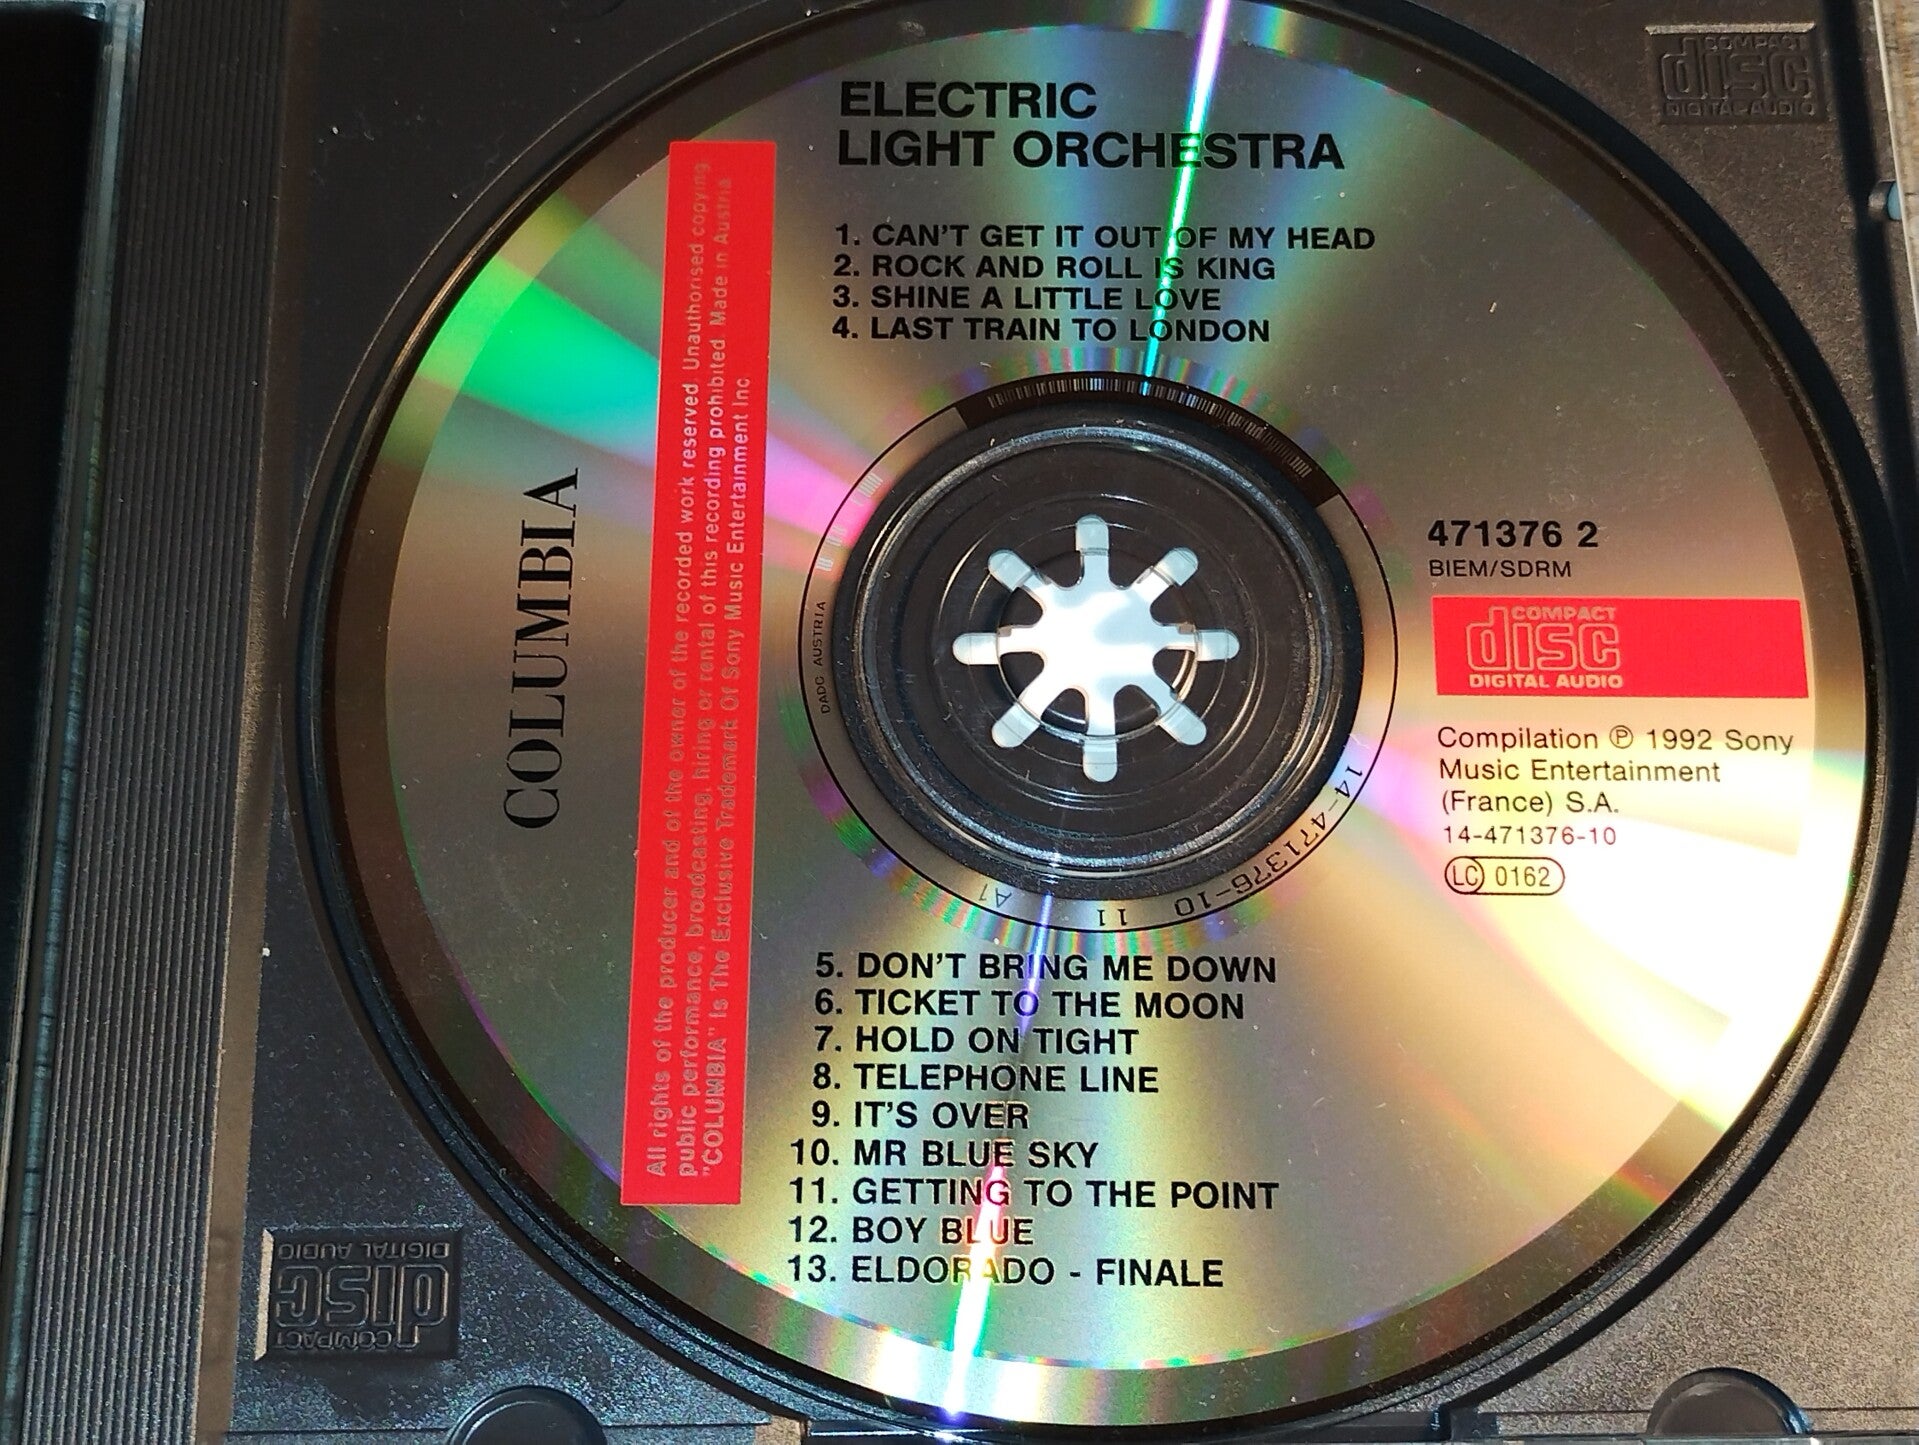 ELECTRIC
LIGHT ORCHESTRA
1. CAN'T GET IT OUT OF MY HEAD
2. ROCK AND ROLL IS KING
3. SHINE A LITTLE LOVE
4. LAST TRAIN TO LONDON
COLUMBIA
All rights of the producer and of the owner of the recorded work reserved Unauthorised copying
public performance, broadcasting, hiring or rental of this recording prohibited Made in Austria
"COLUMBIA" Is The Exclusive Trademark Of Sony Music Entertainment Inc
DADC AUSTRIA
14-471376-10 11 A1
471376 2
BIEM/SDRM
COMPACT
disc
DIGITAL AUDIO
Compilation ℗ 1992 Sony
Music Entertainment
(France) S.A.
14-471376-10
LC 0162
5. DON'T BRING ME DOWN
6. TICKET TO THE MOON
7. HOLD ON TIGHT
8. TELEPHONE LINE
9. IT'S OVER
10. MR BLUE SKY
11. GETTING TO THE POINT
12. BOY BLUE
13. ELDORADO - FINALE
COMPACT
disc
DIGITAL AUDIO
COMPACT
disc
DIGITAL AUDIO